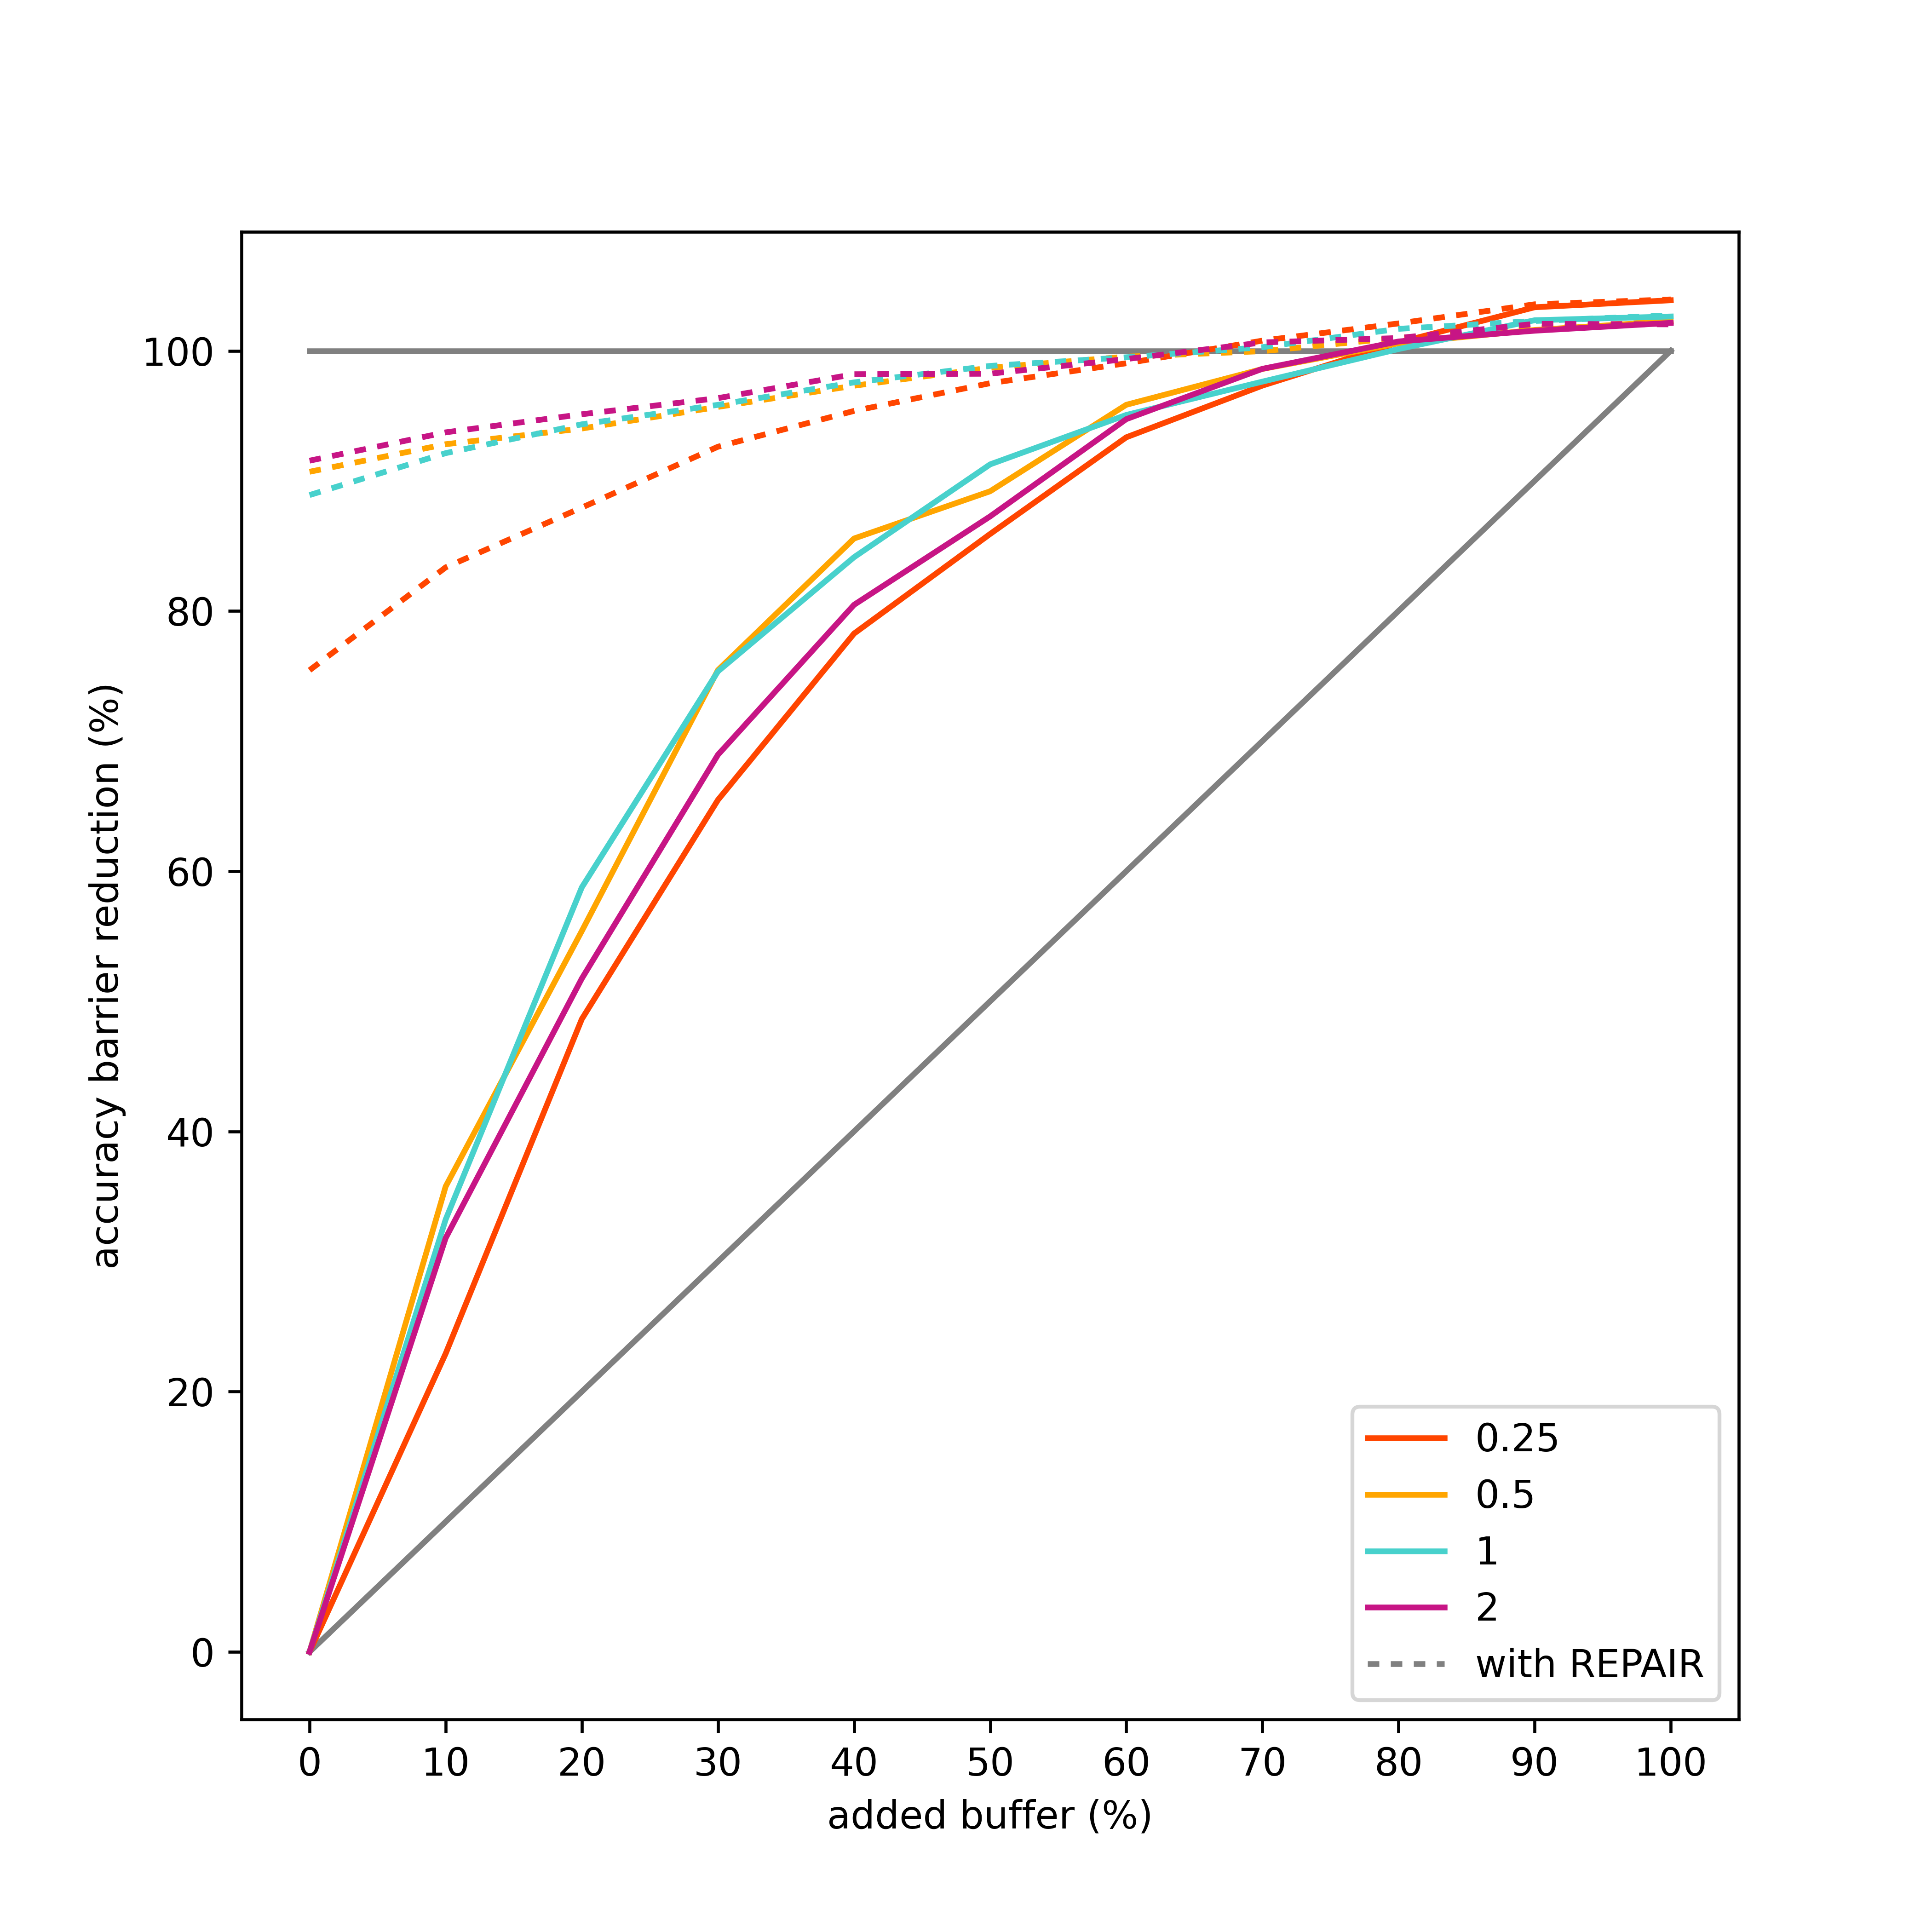 accuracy barrier reduction (%)
100
80
60
40
20
0
0 10 20 30 40 50 60 70 80 90 100
added buffer (%)
0.25
0.5
1
2
with REPAIR